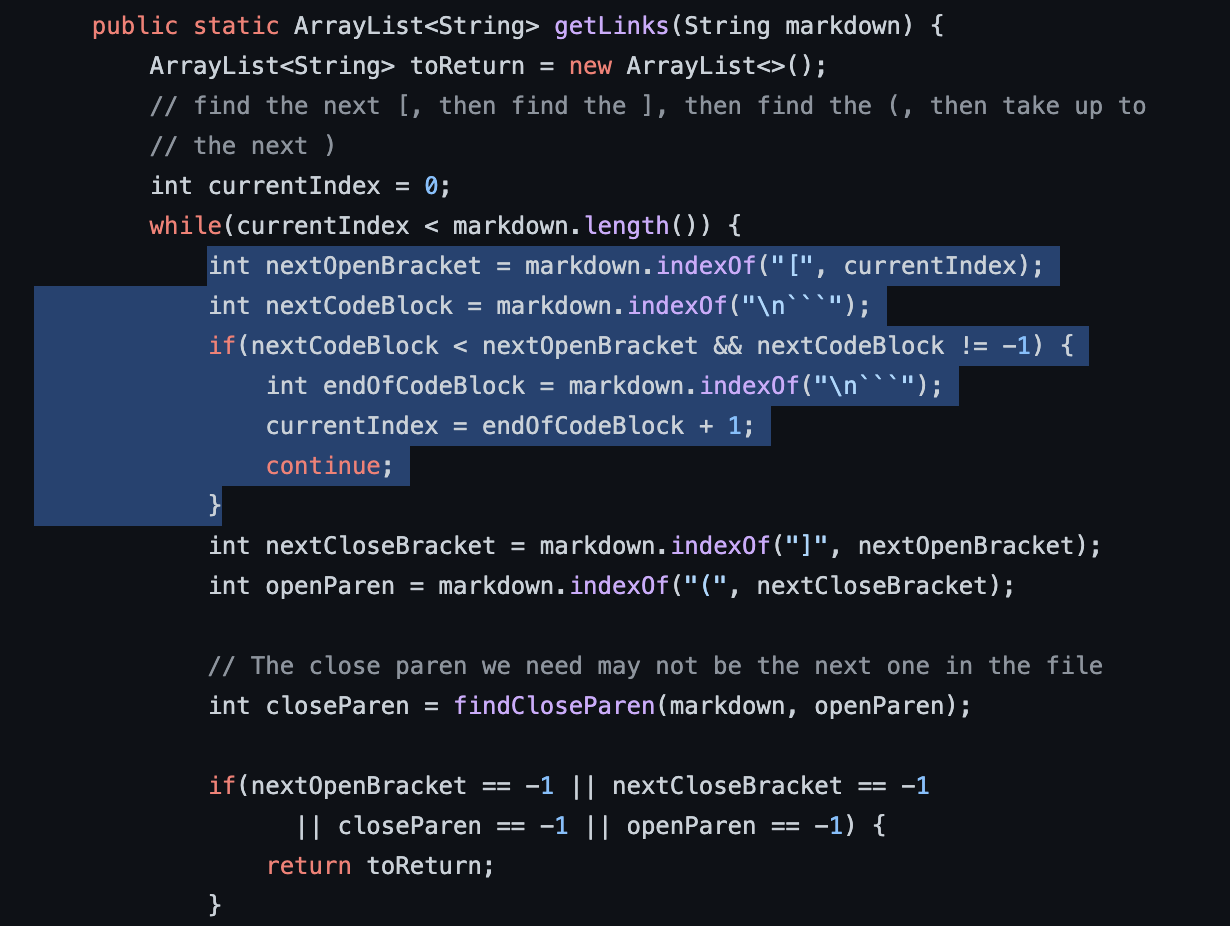 public static ArrayList<String> getLinks(String markdown) {
ArrayList<String> toReturn = new ArrayList<>();
// find the next [, then find the ], then find the (, then take up to
// the next )
int currentIndex = 0;
while(currentIndex < markdown.length()) {
int nextOpenBracket = markdown.indexOf("[", currentIndex);
int nextCodeBlock = markdown.indexOf("\n```");
if(nextCodeBlock < nextOpenBracket && nextCodeBlock != -1) {
int endOfCodeBlock = markdown.indexOf("\n```");
currentIndex = endOfCodeBlock + 1;
continue;
}
int nextCloseBracket = markdown.indexOf("]", nextOpenBracket);
int openParen = markdown.indexOf("(", nextCloseBracket);
// The close paren we need may not be the next one in the file
int closeParen = findCloseParen(markdown, openParen);
if(nextOpenBracket == -1 || nextCloseBracket == -1
|| closeParen == -1 || openParen == -1) {
return toReturn;
}